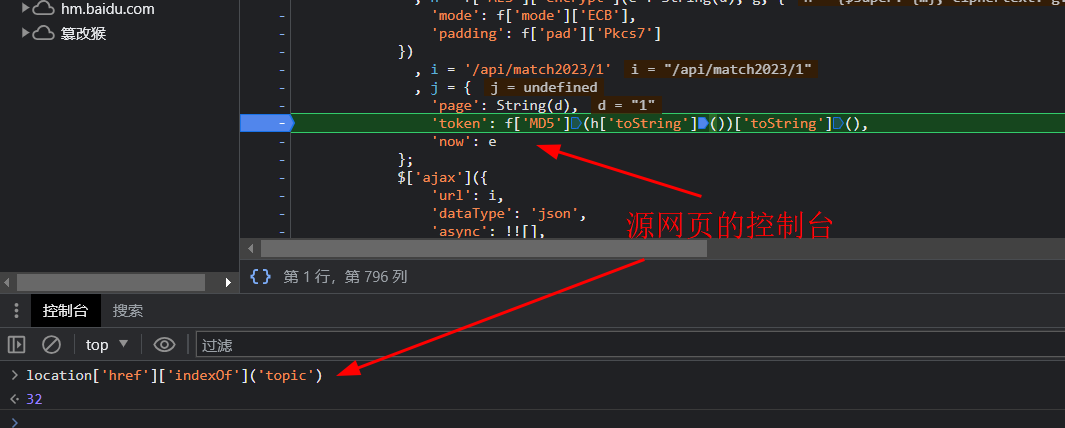 hm.baidu.com
篡改猴
'mode': f['mode']['ECB'],
'padding': f['pad']['Pkcs7']
})
, i = '/api/match2023/1' i = "/api/match2023/1"
, j = { j = undefined
'page': String(d), d = "1"
'token': f['MD5'](h['toString']())['toString'](),
'now': e
};
$['ajax']({
'url': i,
'dataType': 'json',
'async': !![],
源网页的控制台
{} 第 1 行，第 796 列
控制台 搜索
top 过滤
location['href']['indexOf']('topic')
32